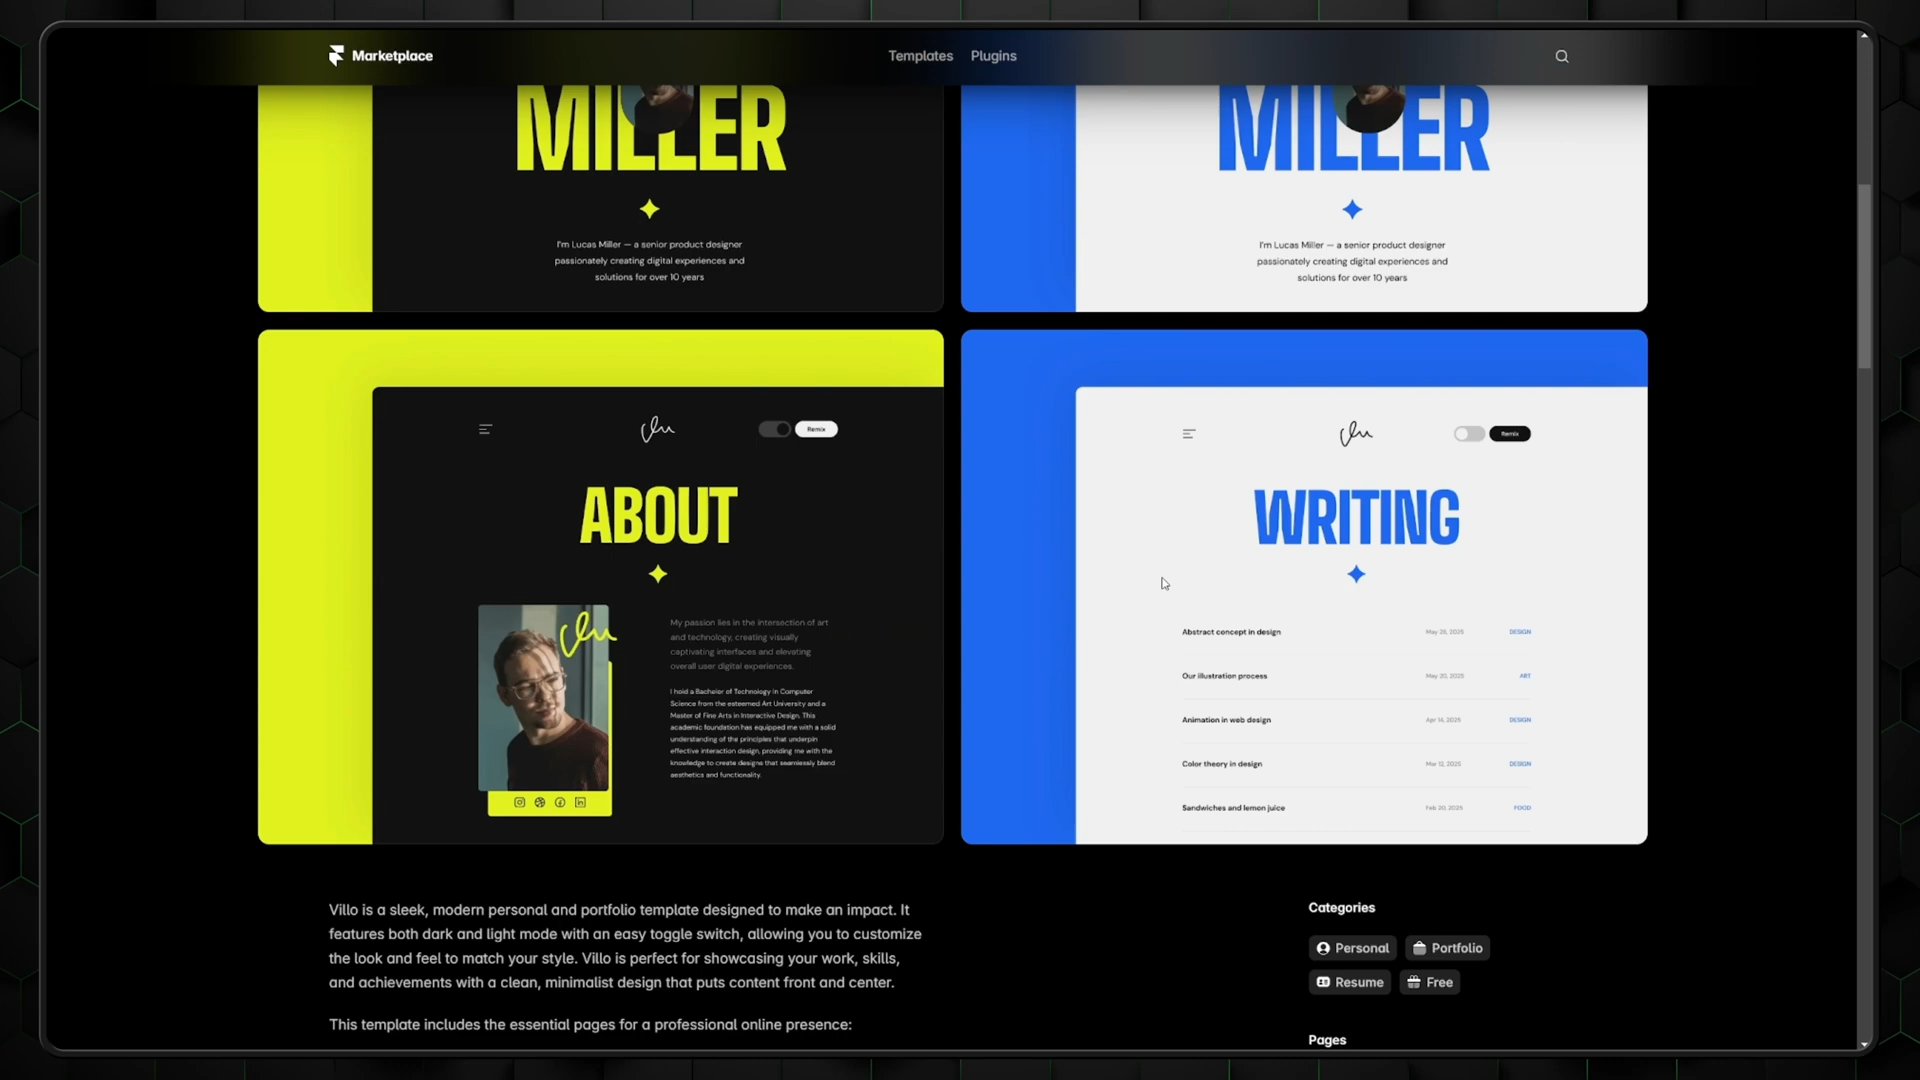 Marketplace
Templates
Plugins
MILLER
I'm Lucas Miller — a senior product designer
passionately creating digital experiences and
solutions for over 10 years
MILLER
I'm Lucas Miller — a senior product designer
passionately creating digital experiences and
solutions for over 10 years
Remix
ABOUT
My passion lies in the intersection of art
and technology, creating visually
captivating interfaces and elevating
overall user digital experiences.
I hold a Bachelor of Technology in Computer
Science from the esteemed Art University and a
Master of Fine Arts in Interactive Design. This
academic foundation has equipped me with a solid
understanding of the principles that underpin
effective interaction design, providing me with the
knowledge to create designs that seamlessly blend
aesthetics and functionality.
Remix
WRITING
Abstract concept in design May 26, 2025 DESIGN
Our illustration process May 20, 2025 ART
Animation in web design Apr 14, 2025 DESIGN
Color theory in design Mar 12, 2025 DESIGN
Sandwiches and lemon juice Feb 20, 2025 FOOD
Villo is a sleek, modern personal and portfolio template designed to make an impact. It
features both dark and light mode with an easy toggle switch, allowing you to customize
the look and feel to match your style. Villo is perfect for showcasing your work, skills,
and achievements with a clean, minimalist design that puts content front and center.
This template includes the essential pages for a professional online presence:
Categories
Personal
Portfolio
Resume
Free
Pages